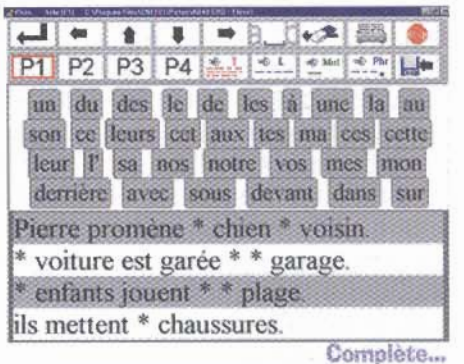 P1 P2 P3 P4 T L Mot Phr
un du des le de les à une la au
son ce leurs cet aux tes ma ces cette
leur l' sa nos notre vos mes mon
derrière avec sous devant dans sur
Pierre promène * chien * voisin.
* voiture est garée * * garage.
* enfants jouent * * plage.
ils mettent * chaussures.
Complète...